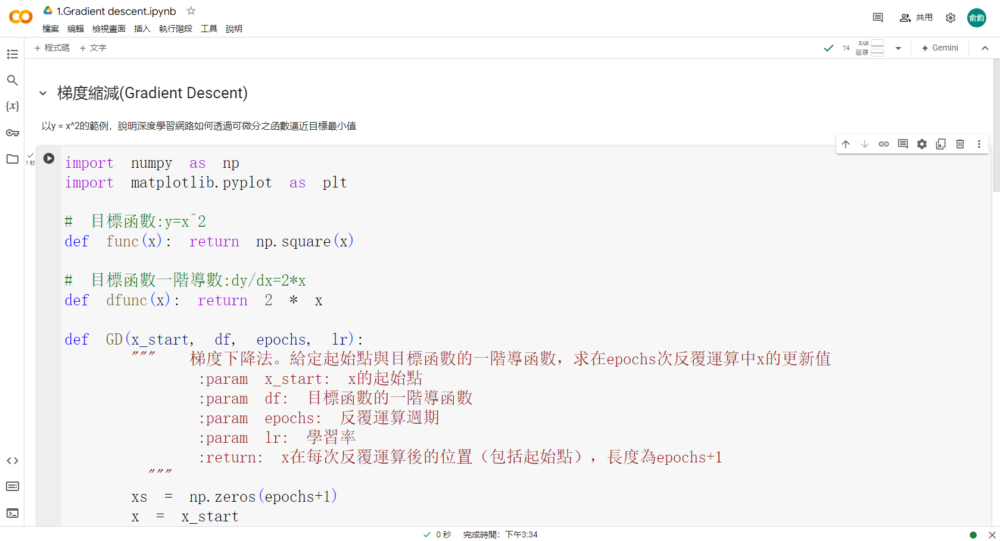 1.Gradient descent.ipynb
檔案 編輯 檢視畫面 插入 執行階段 工具 說明
共用
俞鈞
+ 程式碼 + 文字
T4
RAM
磁碟
Gemini
梯度縮減(Gradient Descent)
以y = x^2的範例，說明深度學習網路如何透過可微分之函數逼近目標最小值
{x}
1 秒
import numpy as np
import matplotlib.pyplot as plt
# 目標函數:y=x^2
def func(x): return np.square(x)
# 目標函數一階導數:dy/dx=2*x
def dfunc(x): return 2 * x
def GD(x_start, df, epochs, lr):
""" 梯度下降法。給定起始點與目標函數的一階導函數，求在epochs次反覆運算中x的更新值
:param x_start: x的起始點
:param df: 目標函數的一階導函數
:param epochs: 反覆運算週期
:param lr: 學習率
:return: x在每次反覆運算後的位置（包括起始點），長度為epochs+1
"""
xs = np.zeros(epochs+1)
x = x_start
0 秒 完成時間：下午3:34